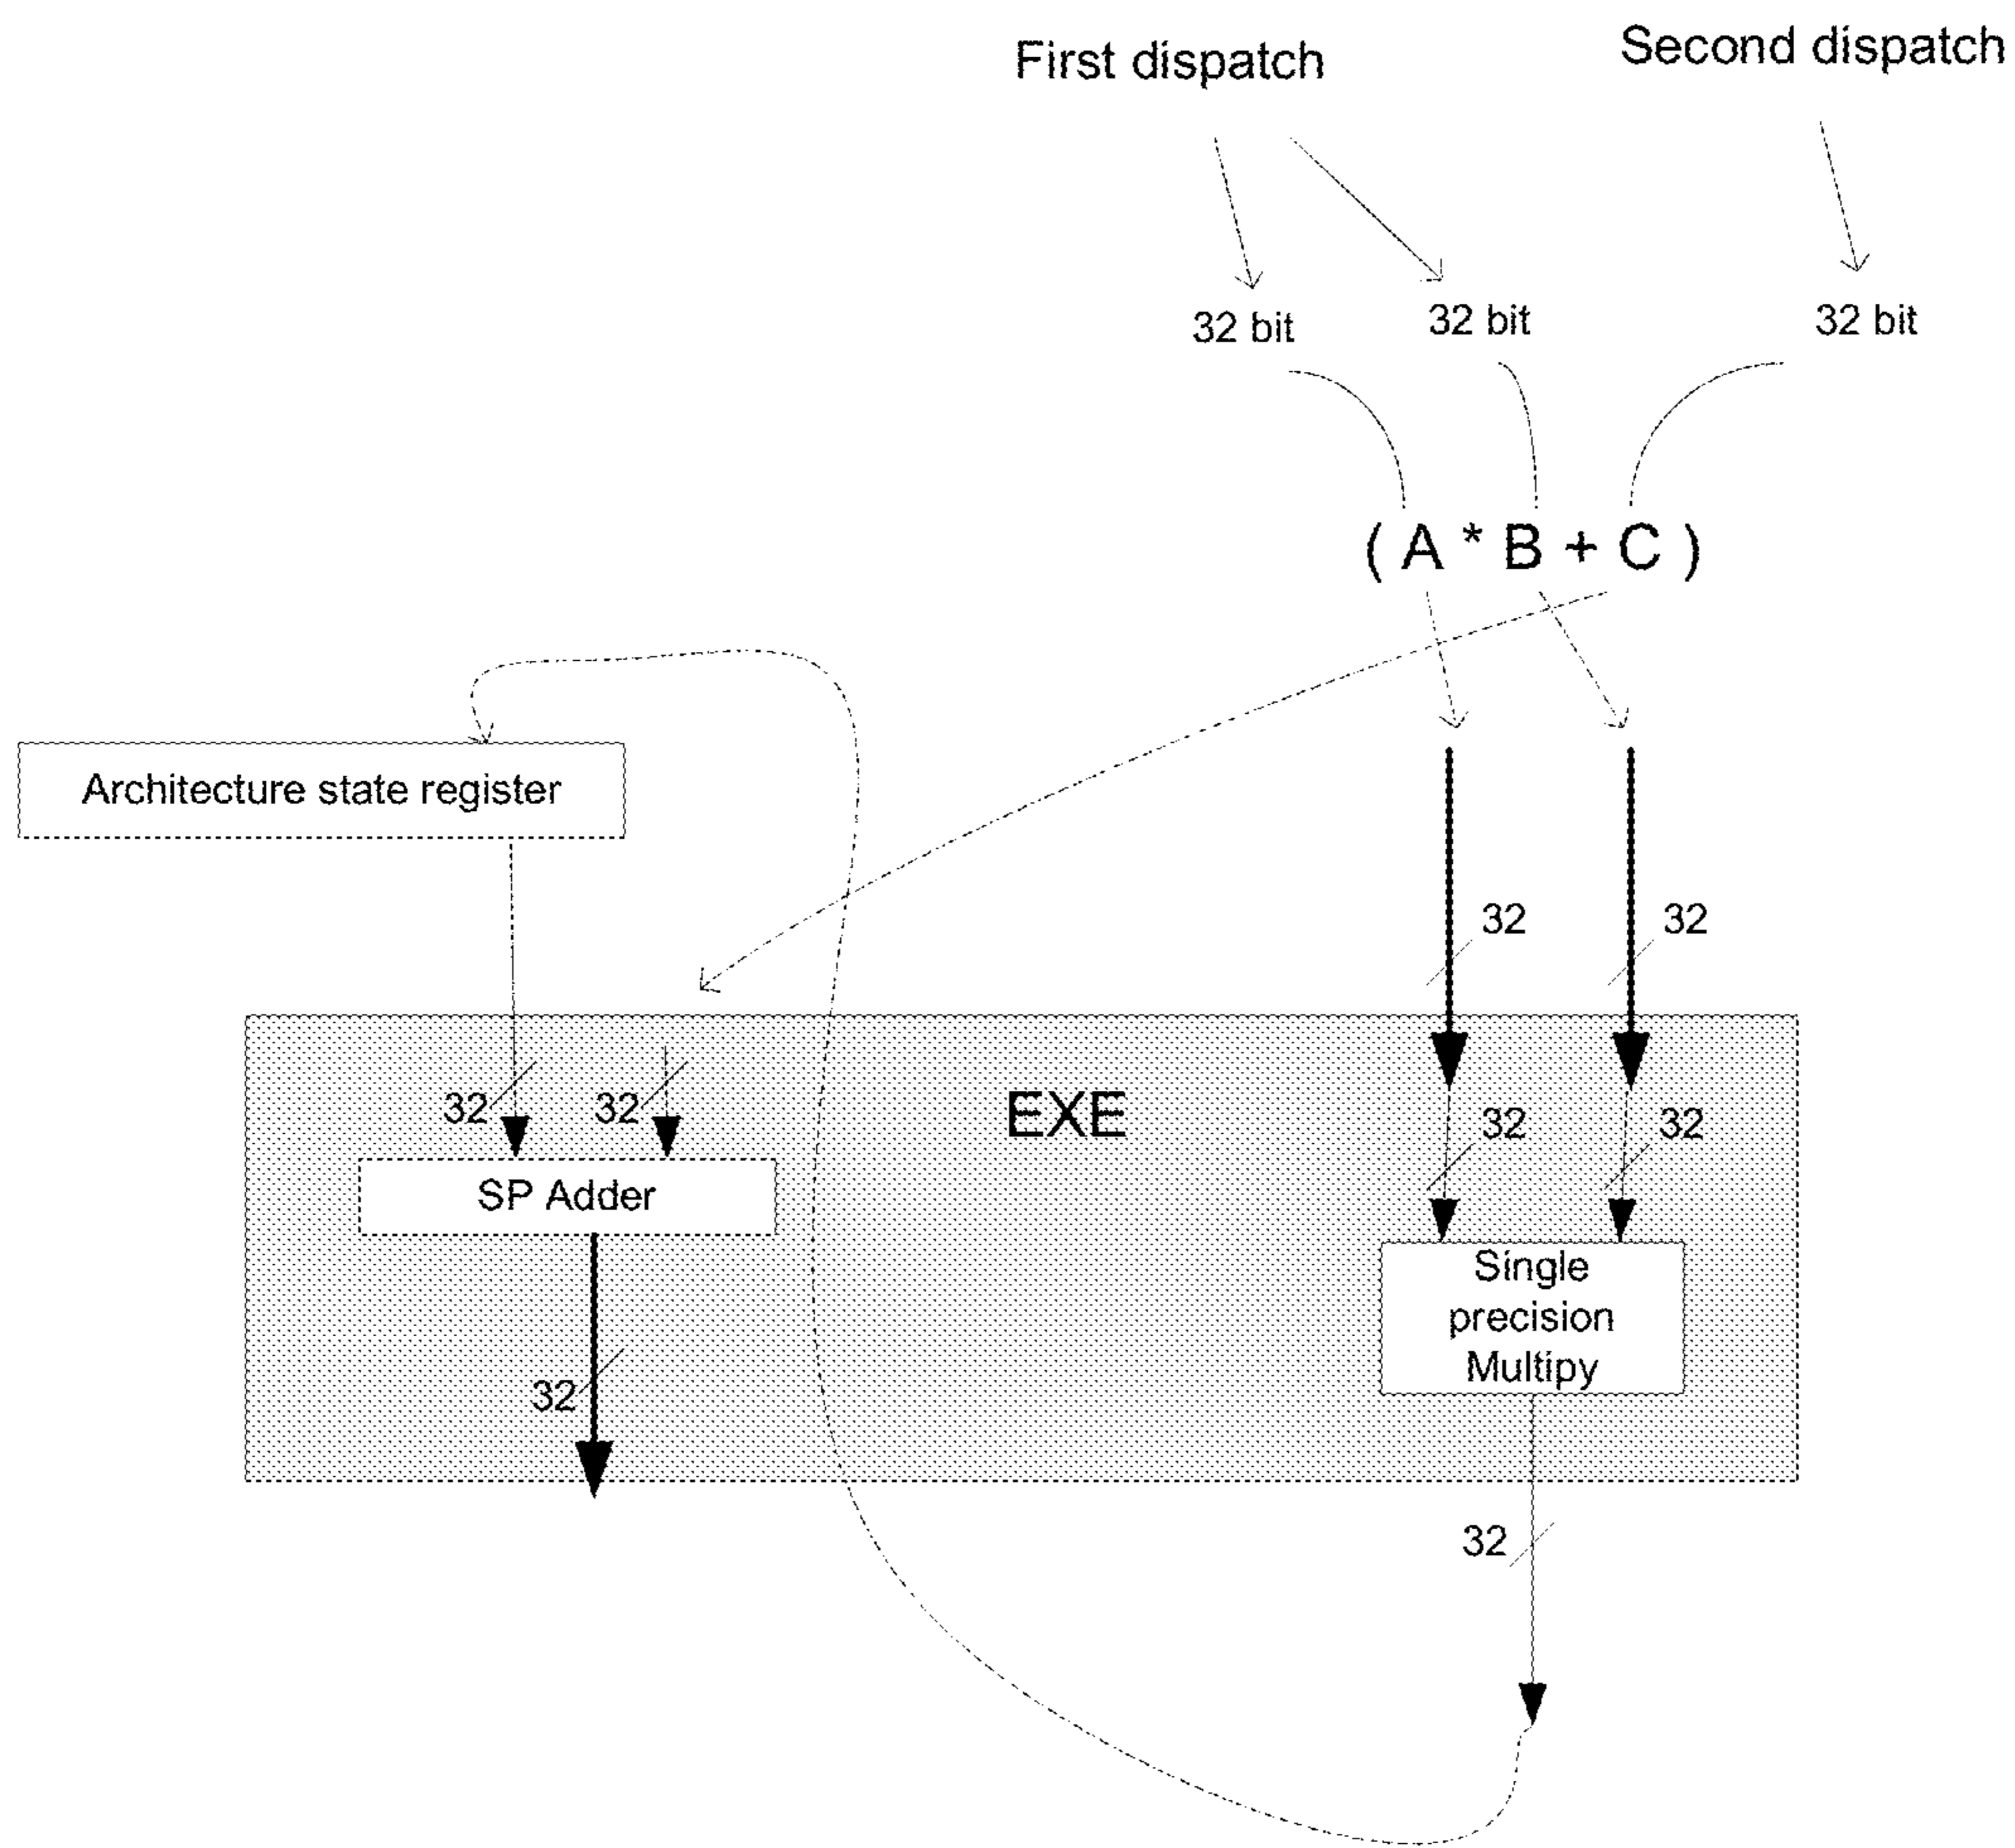 First dispatch
Second dispatch
32 bit
32 bit
32 bit
( A * B + C )
Architecture state register
32
32
32
32
EXE
32
32
SP Adder
Single
precision
Multipy
32
32